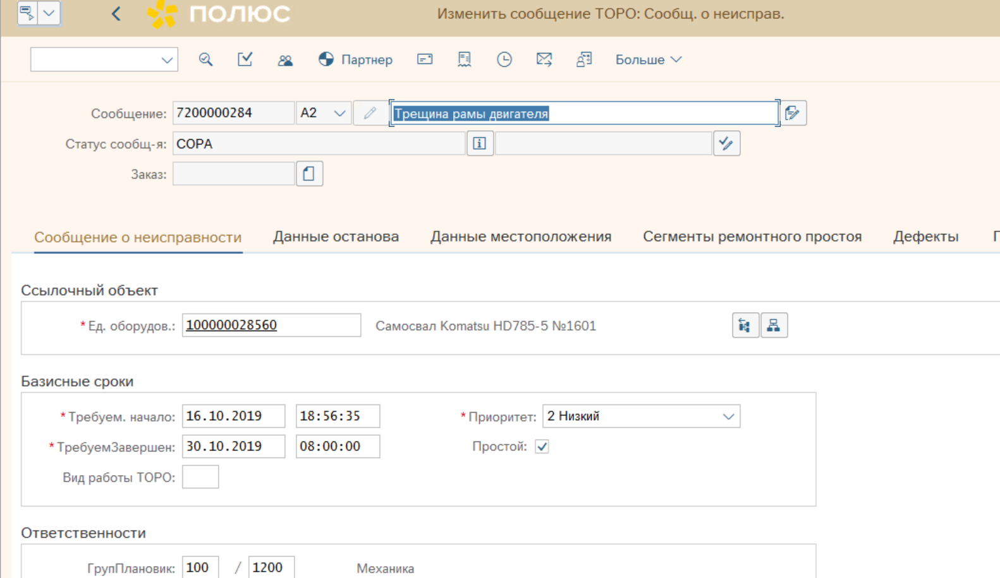 ПОЛЮС
Изменить сообщение ТОРО: Сообщ. о неисправ.
Партнер
Больше
Сообщение: 7200000284 A2 Трещина рамы двигателя
Статус сообщ-я: СОРА
Заказ:
Сообщение о неисправности Данные останова Данные местоположения Сегменты ремонтного простоя Дефекты
Ссылочный объект
* Ед. оборудов.: 100000028560 Самосвал Komatsu HD785-5 №1601
Базисные сроки
* Требуем. начало: 16.10.2019 18:56:35 * Приоритет: 2 Низкий
* ТребуемЗавершен: 30.10.2019 08:00:00 Простой:
Вид работы ТОРО:
Ответственности
ГрупПлановик: 100 / 1200 Механика